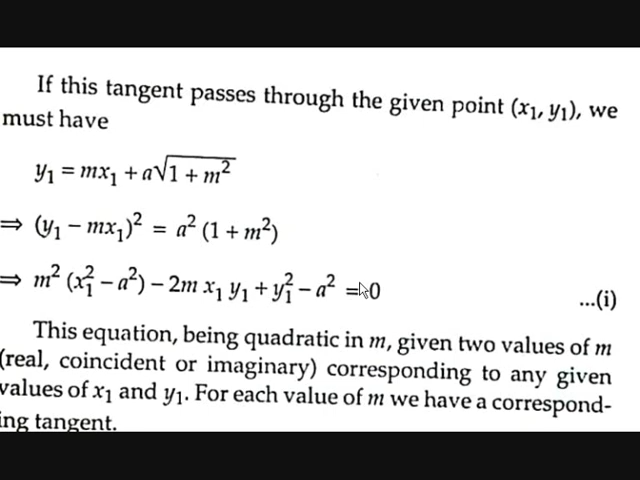 If this tangent passes through the given point (x₁, y₁), we
must have
y₁ = mx₁ + a√(1 + m²)
⇒ (y₁ − mx₁)² = a² (1 + m²)
⇒ m² (x₁² − a²) − 2m x₁ y₁ + y₁² − a² = 0 ...(i)
This equation, being quadratic in m, given two values of m
(real, coincident or imaginary) corresponding to any given
values of x₁ and y₁. For each value of m we have a correspond-
ing tangent.